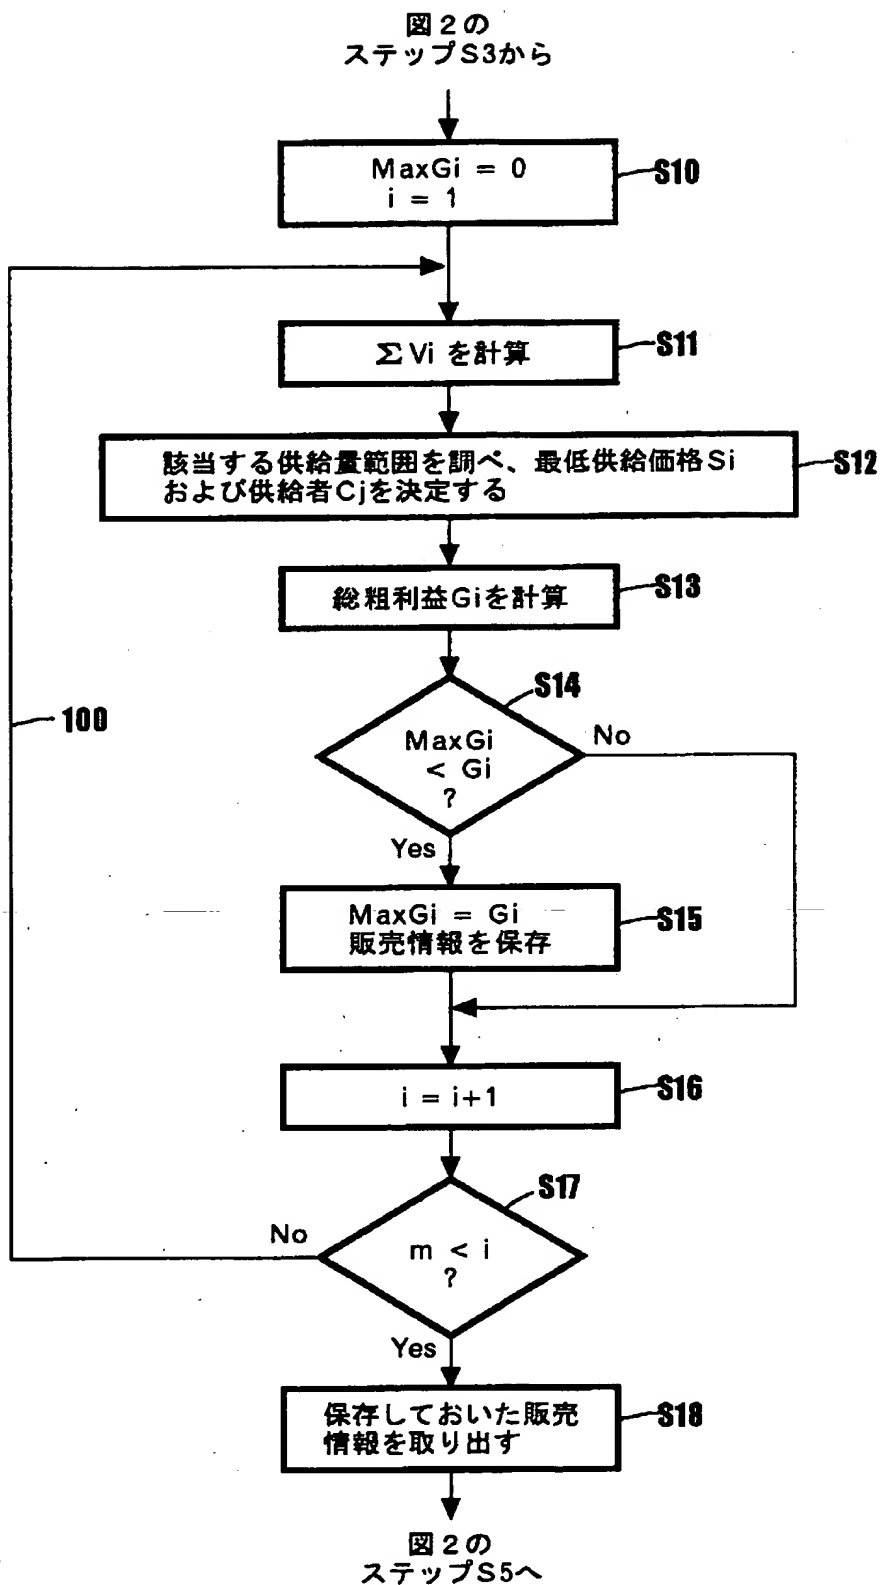 図2の
ステップS3から
MaxGi = 0
i = 1
S10
ΣVi を計算
S11
該当する供給量範囲を調べ、最低供給価格Si
および供給者Cjを決定する
S12
総粗利益Giを計算
S13
S14
100
MaxGi
< Gi
?
No
Yes
MaxGi = Gi
販売情報を保存
S15
i = i+1
S16
S17
No
m < i
?
Yes
保存しておいた販売
情報を取り出す
S18
図2の
ステップS5へ